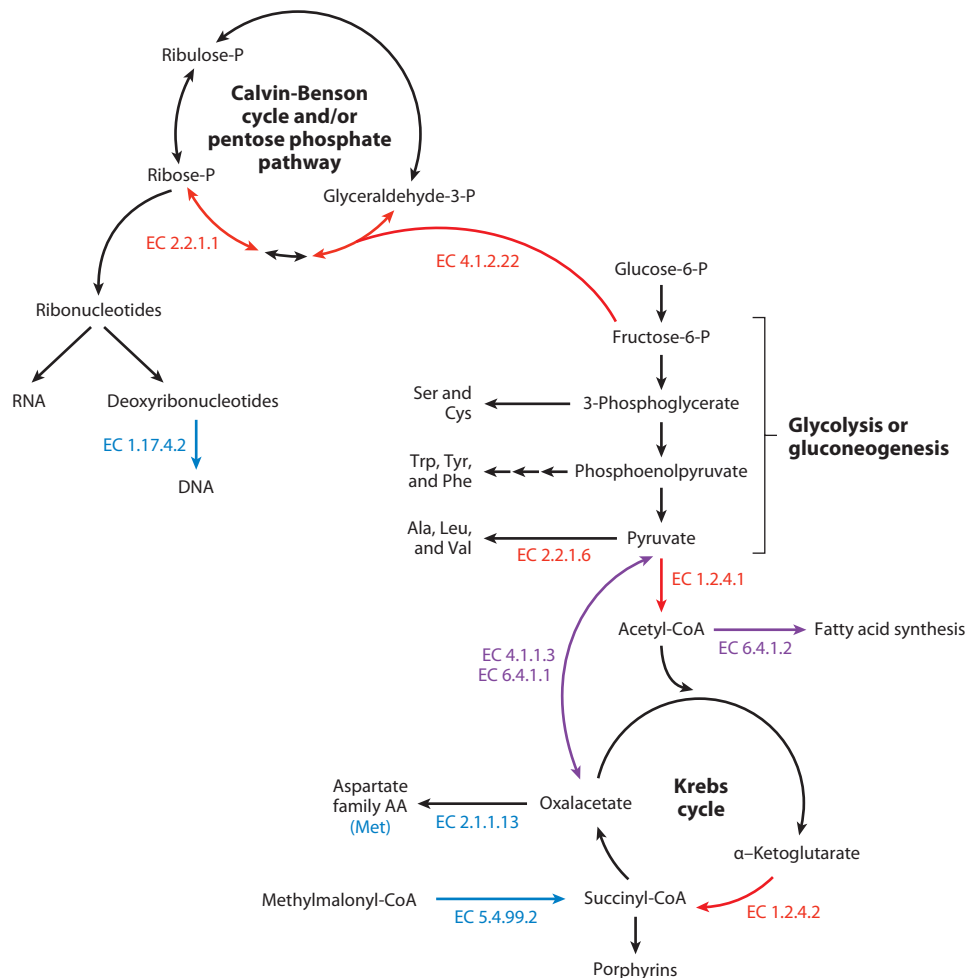 Ribulose-P
Calvin-Benson
cycle and/or
pentose phosphate
pathway
Ribose-P
Glyceraldehyde-3-P
EC 2.2.1.1
EC 4.1.2.22
Glucose-6-P
Ribonucleotides
Fructose-6-P
RNA
Deoxyribonucleotides
Ser and
Cys
3-Phosphoglycerate
Glycolysis or
gluconeogenesis
EC 1.17.4.2
DNA
Trp, Tyr,
and Phe
Phosphoenolpyruvate
Ala, Leu,
and Val
Pyruvate
EC 2.2.1.6
EC 1.2.4.1
Acetyl-CoA
Fatty acid synthesis
EC 6.4.1.2
EC 4.1.1.3
EC 6.4.1.1
Krebs
cycle
Aspartate
family AA
(Met)
Oxalacetate
EC 2.1.1.13
α–Ketoglutarate
Methylmalonyl-CoA
Succinyl-CoA
EC 5.4.99.2
EC 1.2.4.2
Porphyrins